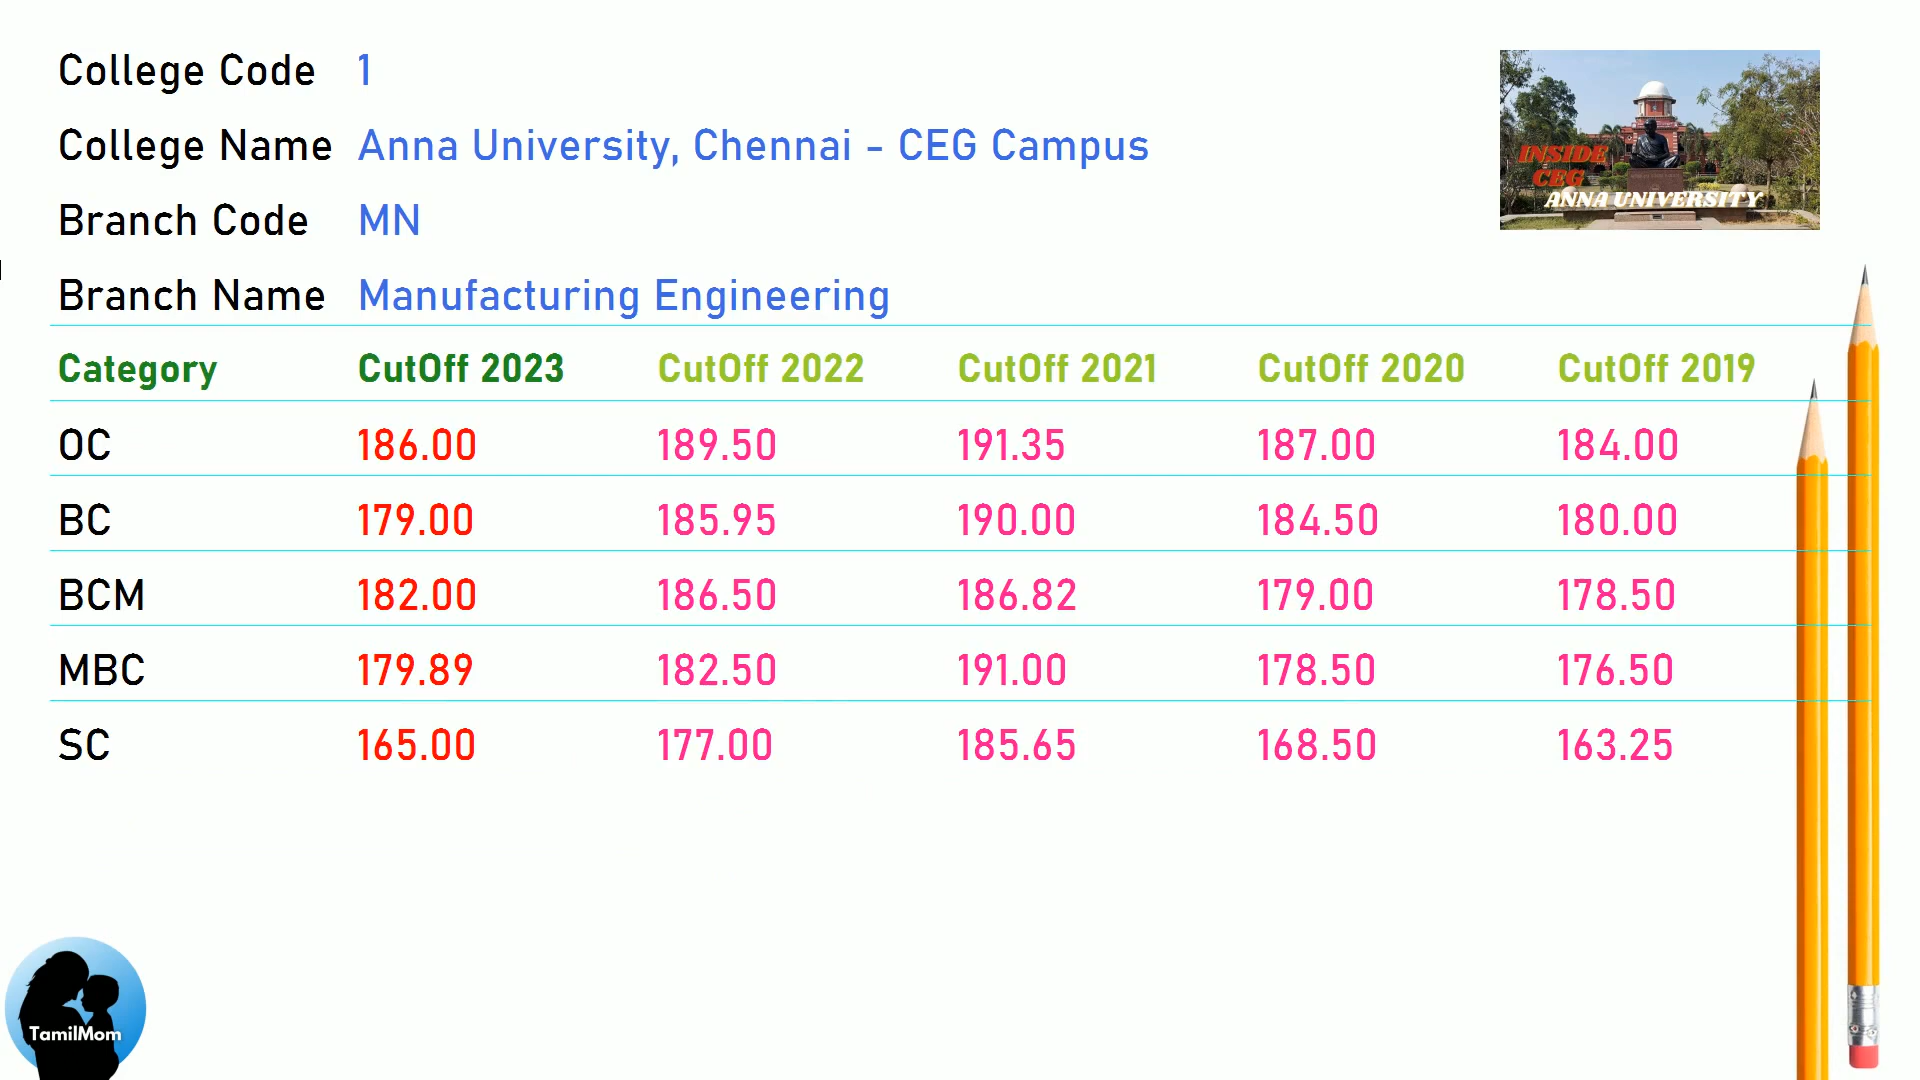 College Code 1
College Name Anna University, Chennai - CEG Campus
Branch Code MN
Branch Name Manufacturing Engineering
INSIDE
CEG
ANNA UNIVERSITY
Category CutOff 2023 CutOff 2022 CutOff 2021 CutOff 2020 CutOff 2019
OC 186.00 189.50 191.35 187.00 184.00
BC 179.00 185.95 190.00 184.50 180.00
BCM 182.00 186.50 186.82 179.00 178.50
MBC 179.89 182.50 191.00 178.50 176.50
SC 165.00 177.00 185.65 168.50 163.25
TamilMom